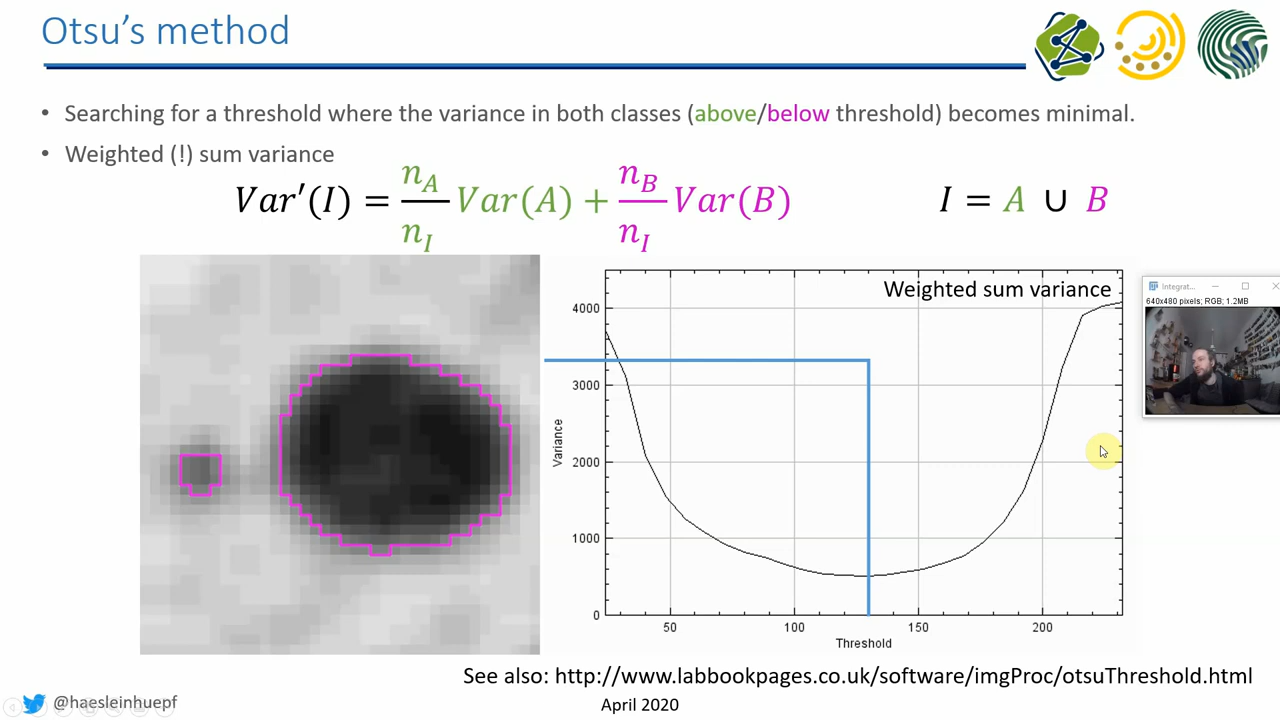 Otsu's method
• Searching for a threshold where the variance in both classes (above/below threshold) becomes minimal.
• Weighted (!) sum variance
Var′(I) = n_A/n_I Var(A) + n_B/n_I Var(B)
I = A ∪ B
Weighted sum variance
4000
3000
2000
1000
0
Variance
50
100
150
200
Threshold
Integrat...
640x480 pixels; RGB; 1.2MB
See also: http://www.labbookpages.co.uk/software/imgProc/otsuThreshold.html
@haesleinhuepf
April 2020